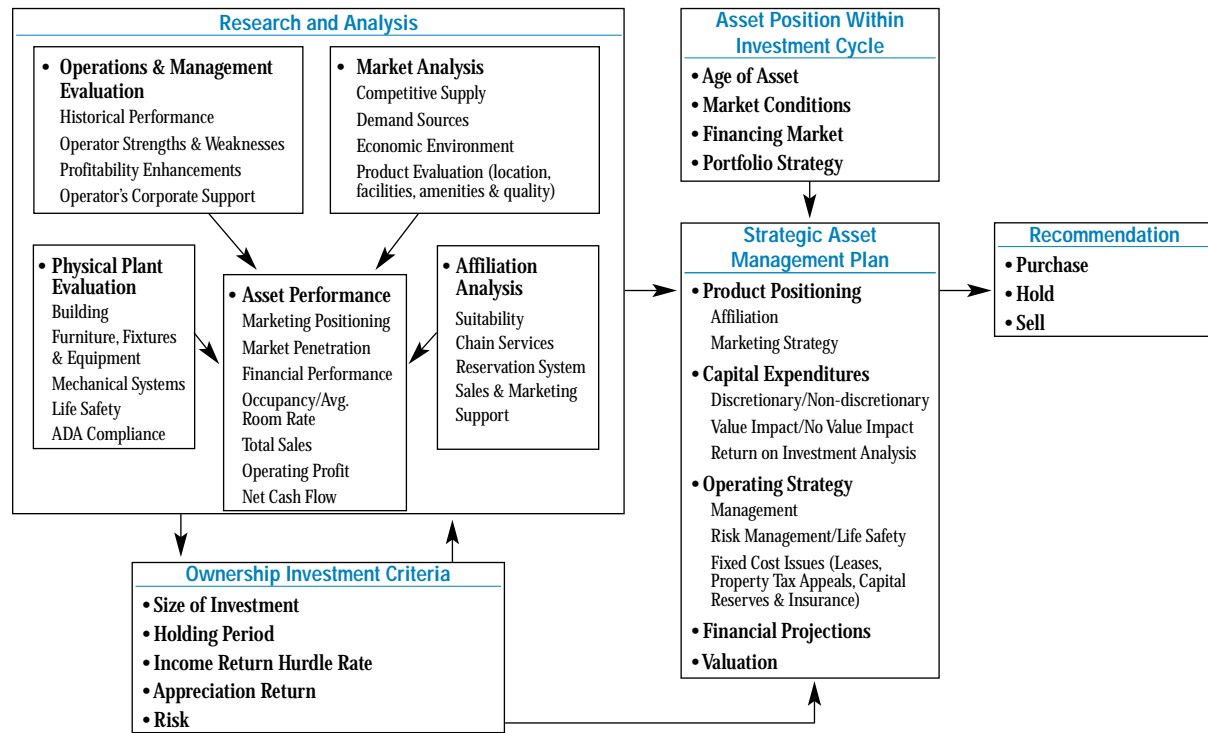 Research and Analysis
• Operations & Management
Evaluation
Historical Performance
Operator Strengths & Weaknesses
Profitability Enhancements
Operator's Corporate Support
• Market Analysis
Competitive Supply
Demand Sources
Economic Environment
Product Evaluation (location,
facilities, amenities & quality)
• Physical Plant
Evaluation
Building
Furniture, Fixtures
& Equipment
Mechanical Systems
Life Safety
ADA Compliance
• Asset Performance
Marketing Positioning
Market Penetration
Financial Performance
Occupancy/Avg.
Room Rate
Total Sales
Operating Profit
Net Cash Flow
• Affiliation
Analysis
Suitability
Chain Services
Reservation System
Sales & Marketing
Support
Ownership Investment Criteria
• Size of Investment
• Holding Period
• Income Return Hurdle Rate
• Appreciation Return
• Risk
Asset Position Within
Investment Cycle
• Age of Asset
• Market Conditions
• Financing Market
• Portfolio Strategy
Strategic Asset
Management Plan
• Product Positioning
Affiliation
Marketing Strategy
• Capital Expenditures
Discretionary/Non-discretionary
Value Impact/No Value Impact
Return on Investment Analysis
• Operating Strategy
Management
Risk Management/Life Safety
Fixed Cost Issues (Leases,
Property Tax Appeals, Capital
Reserves & Insurance)
• Financial Projections
• Valuation
Recommendation
• Purchase
• Hold
• Sell